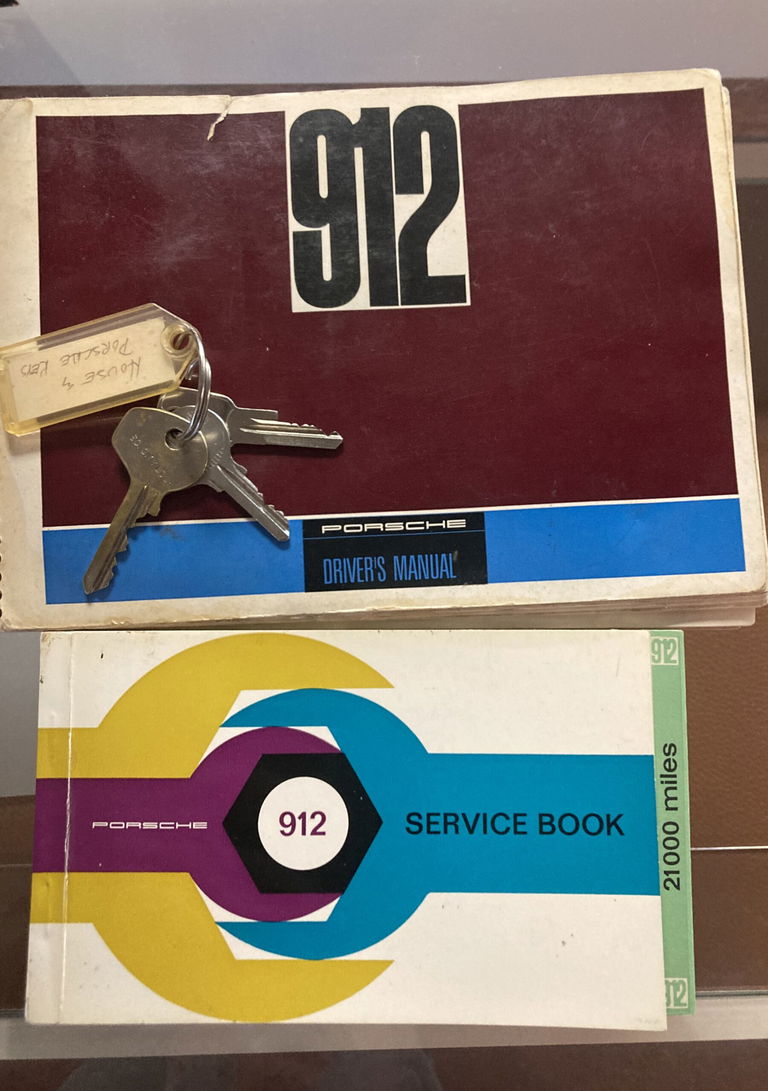 912
HOUSE &
PORSCHE KEYS
PORSCHE
DRIVER'S MANUAL
PORSCHE
912
SERVICE BOOK
912
21000 miles
912